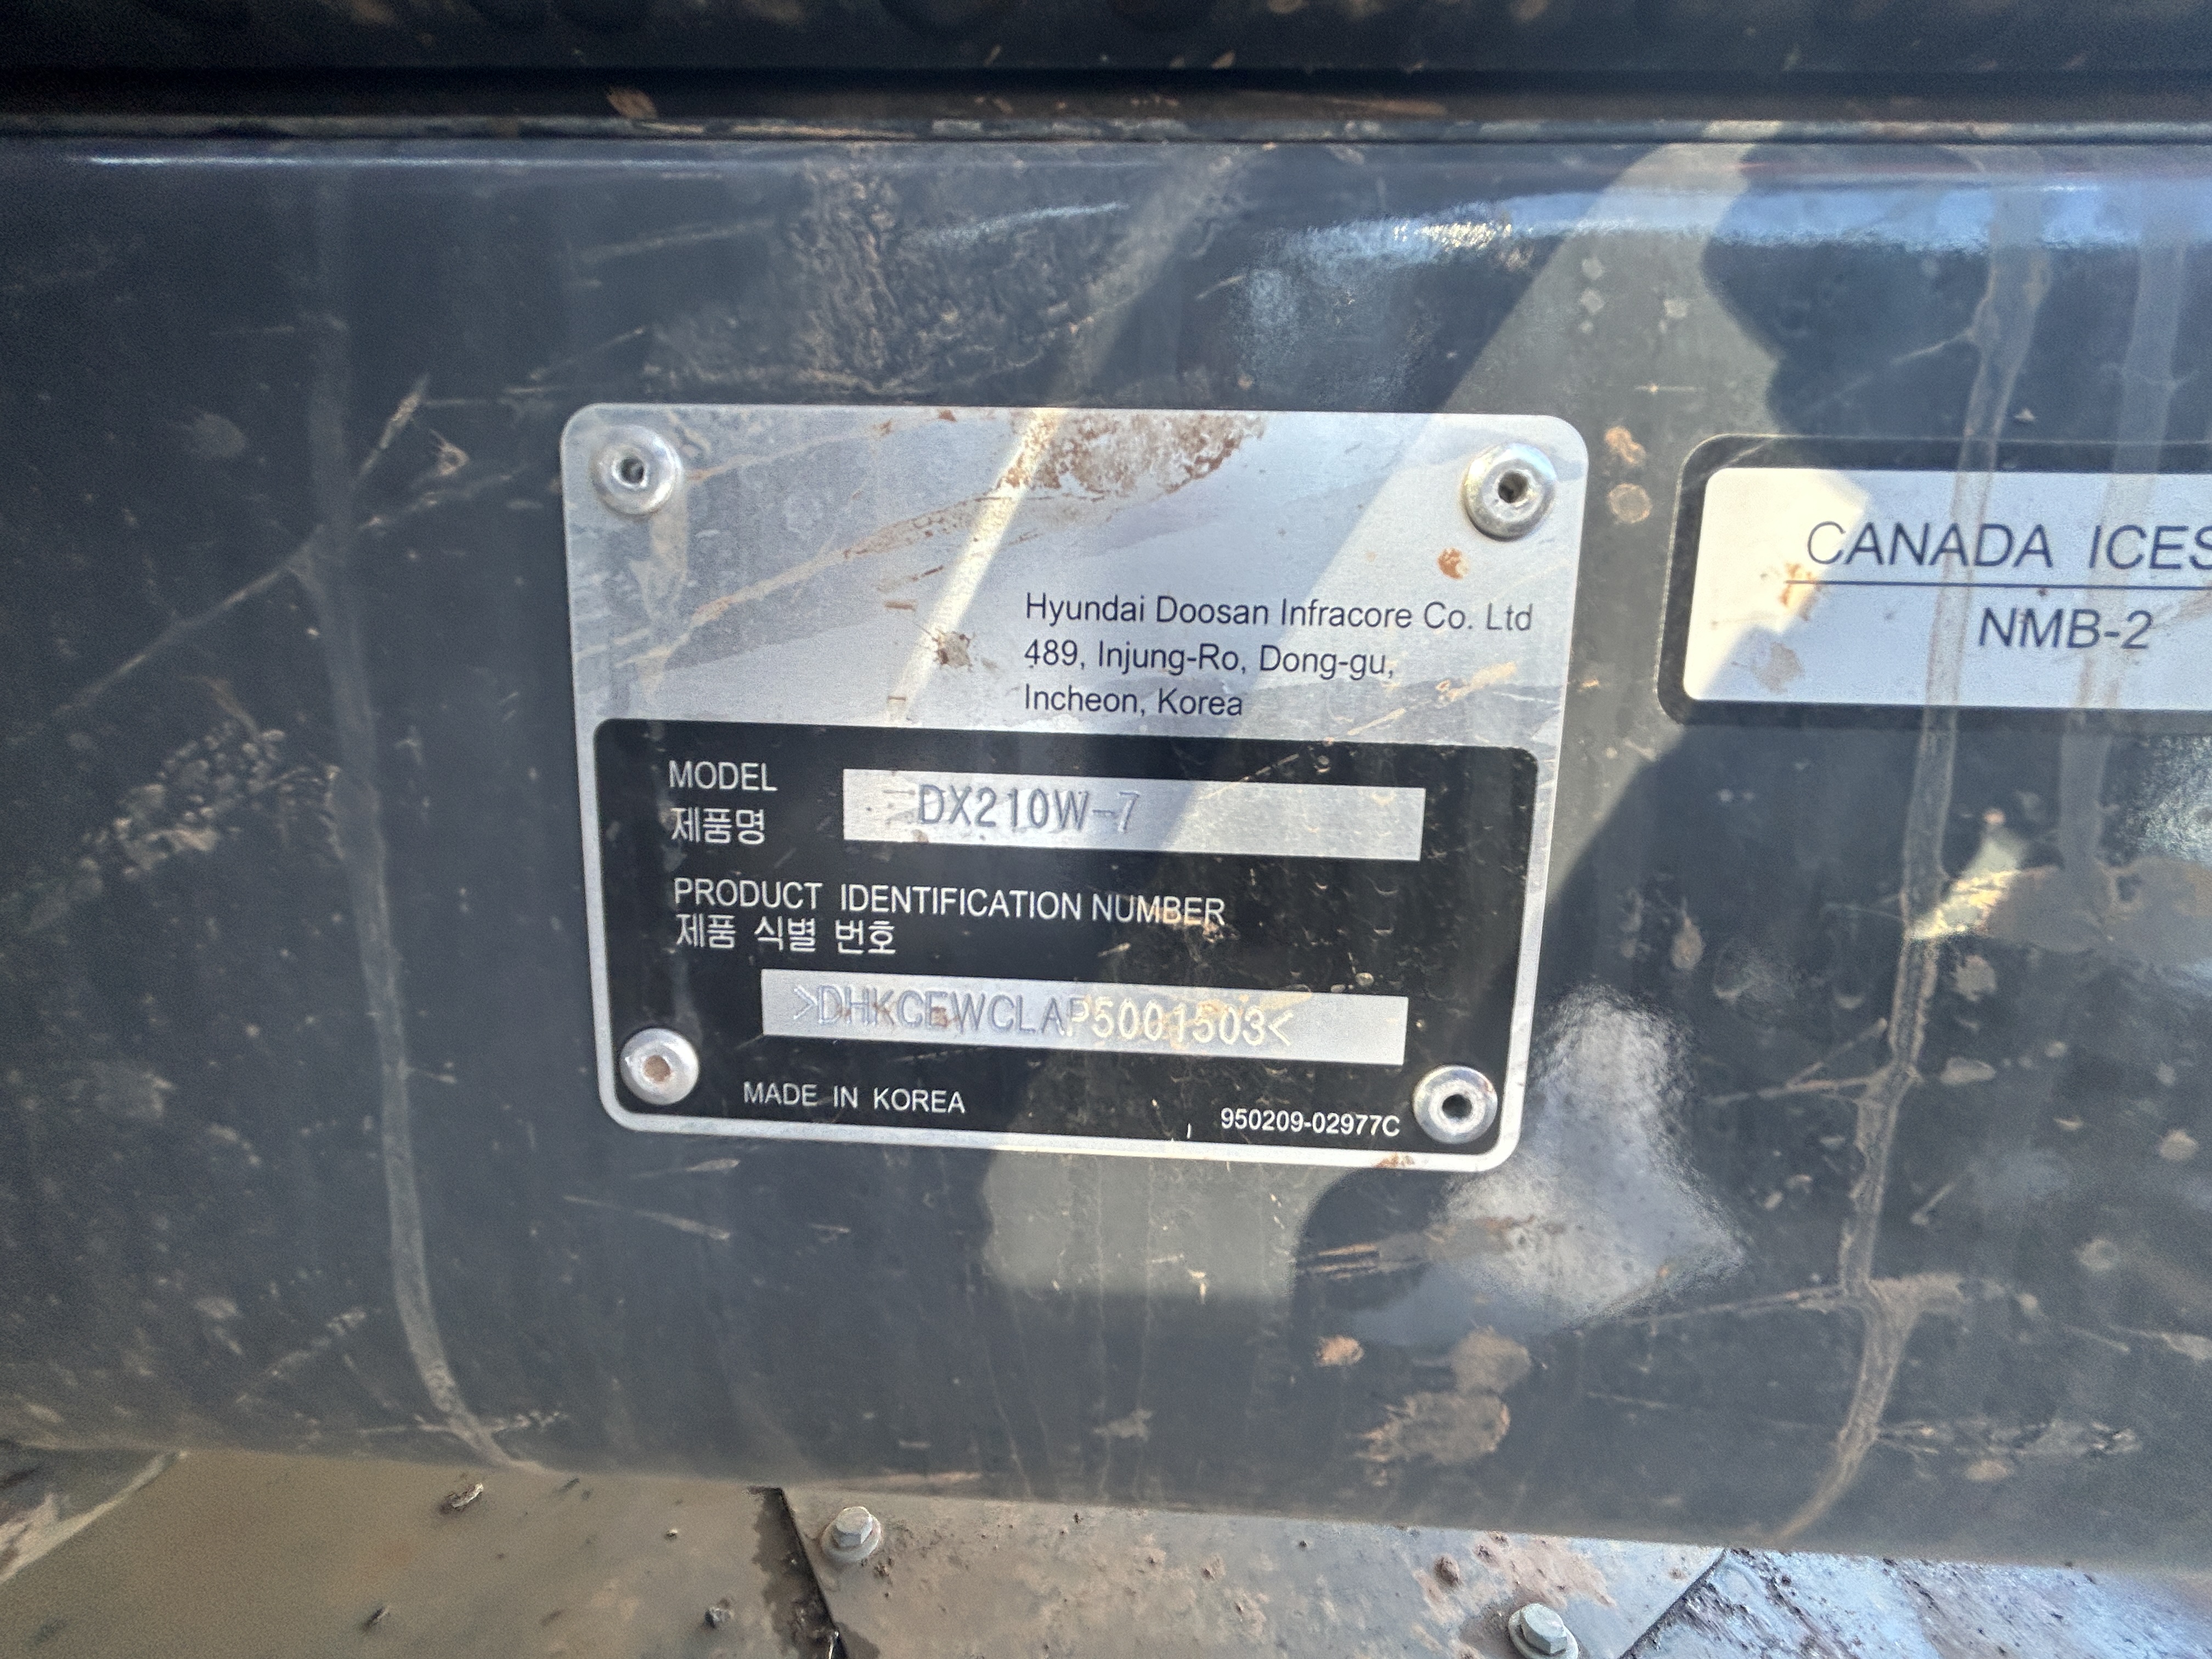 Hyundai Doosan Infracore Co. Ltd
489, Injung-Ro, Dong-gu,
Incheon, Korea
MODEL
제품명
DX210W-7
PRODUCT IDENTIFICATION NUMBER
제품 식별 번호
>DHKCEWCLAP5001503<
MADE IN KOREA
950209-02977C
CANADA ICES
NMB-2